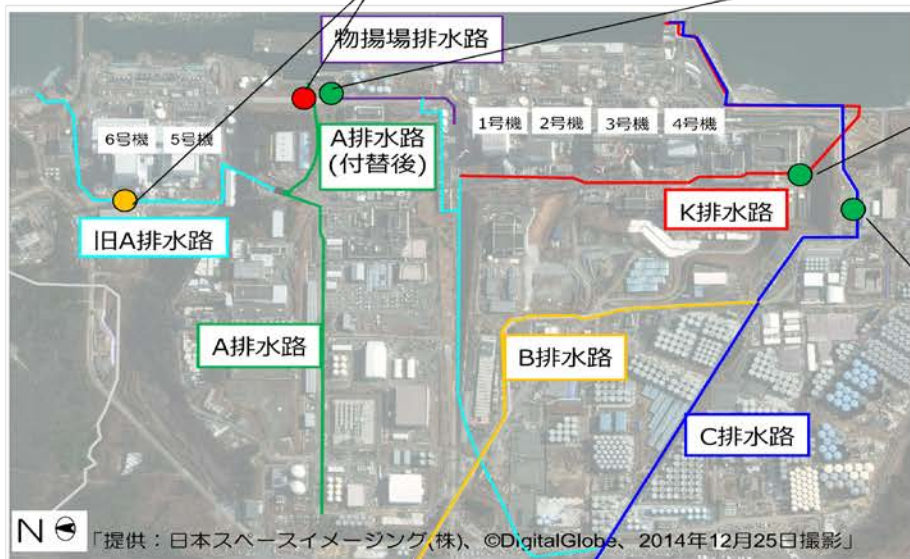 物揚場排水路
6号機 5号機
A排水路
(付替後)
1号機 2号機 3号機 4号機
旧A排水路
K排水路
A排水路
B排水路
C排水路
N
「提供:日本スペースイメージング(株)、©DigitalGlobe、2014年12月25日撮影」